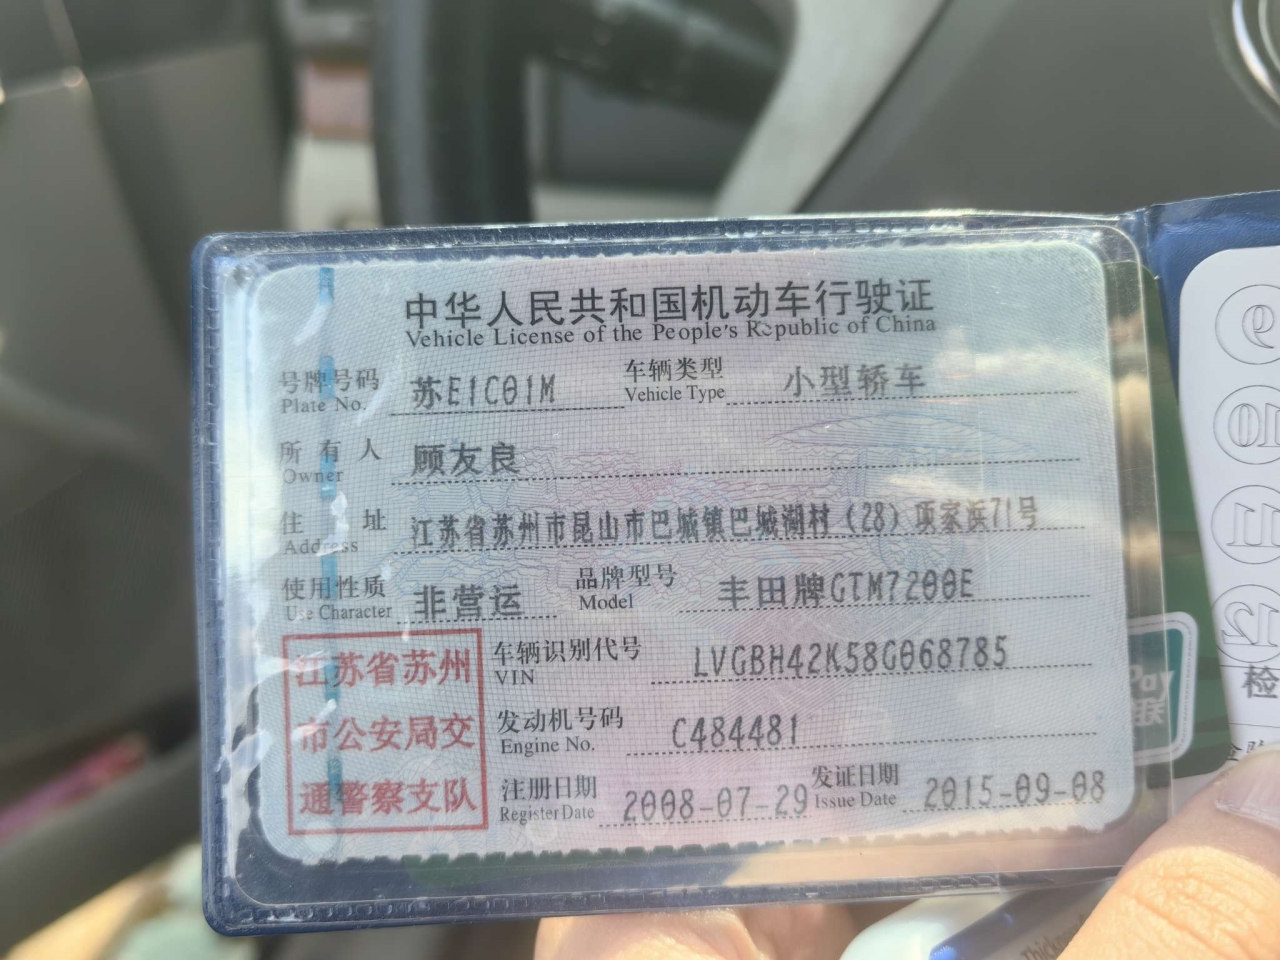 中华人民共和国机动车行驶证
Vehicle License of the People's Republic of China
号牌号码 苏E1C01M 车辆类型 小型轿车
Plate No. Vehicle Type
所有人 顾友良
Owner
住址 江苏省苏州市昆山市巴城镇巴城湖村（28）项家浜71号
Address
使用性质 非营运 品牌型号 丰田牌GTM7200E
Use Character Model
车辆识别代号 LVGBH42K58G068785
VIN
发动机号码 C484481
Engine No.
注册日期 2008-07-29 发证日期 2015-09-08
Register Date Issue Date
江苏省苏州
市公安局交
通警察支队
9
10
11
12
检
Pay
联